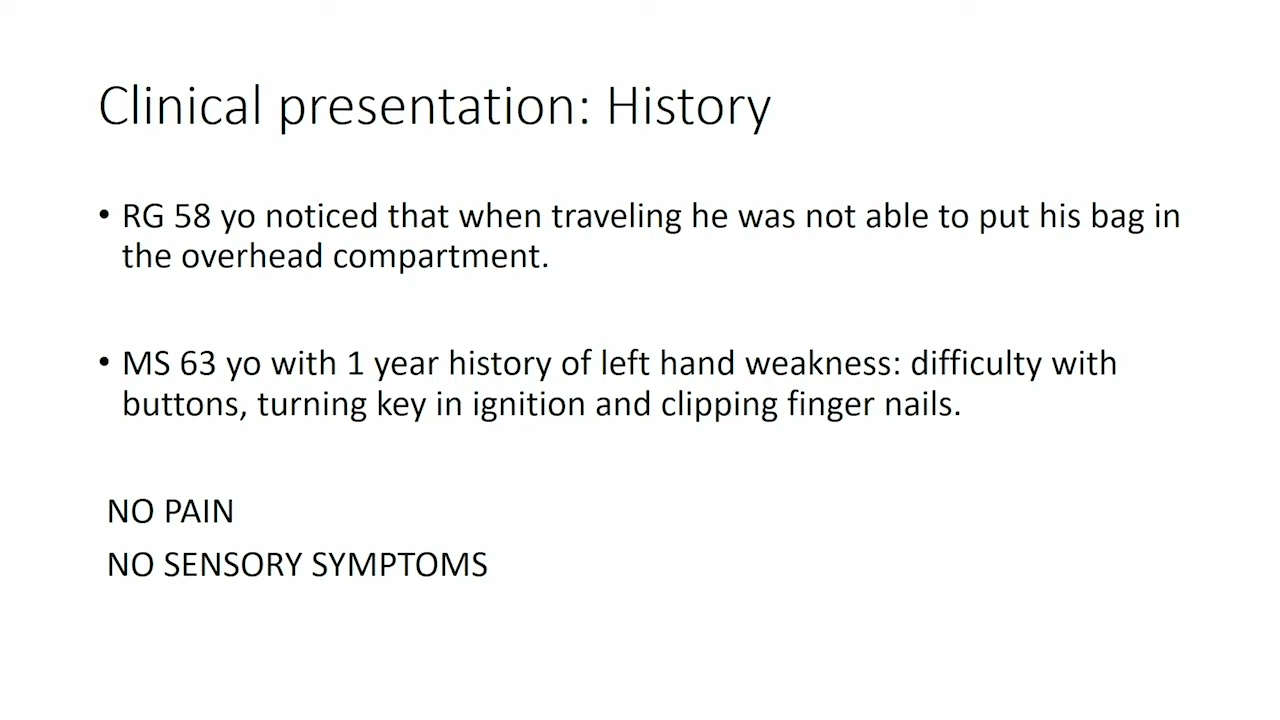 Clinical presentation: History
• RG 58 yo noticed that when traveling he was not able to put his bag in
the overhead compartment.
• MS 63 yo with 1 year history of left hand weakness: difficulty with
buttons, turning key in ignition and clipping finger nails.
NO PAIN
NO SENSORY SYMPTOMS